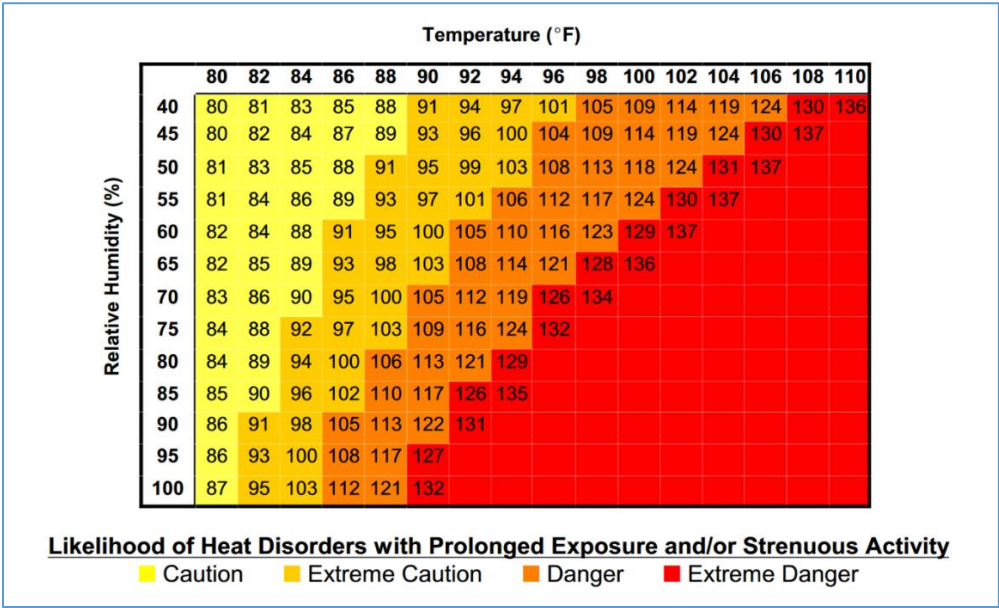 Temperature (°F)
80 82 84 86 88 90 92 94 96 98 100 102 104 106 108 110
40 80 81 83 85 88 91 94 97 101 105 109 114 119 124 130 136
45 80 82 84 87 89 93 96 100 104 109 114 119 124 130 137
50 81 83 85 88 91 95 99 103 108 113 118 124 131 137
55 81 84 86 89 93 97 101 106 112 117 124 130 137
60 82 84 88 91 95 100 105 110 116 123 129 137
65 82 85 89 93 98 103 108 114 121 128 136
70 83 86 90 95 100 105 112 119 126 134
75 84 88 92 97 103 109 116 124 132
80 84 89 94 100 106 113 121 129
85 85 90 96 102 110 117 126 135
90 86 91 98 105 113 122 131
95 86 93 100 108 117 127
100 87 95 103 112 121 132
Relative Humidity (%)
Likelihood of Heat Disorders with Prolonged Exposure and/or Strenuous Activity
Caution Extreme Caution Danger Extreme Danger